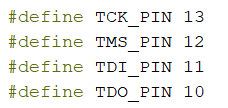 #define TCK_PIN 13
#define TMS_PIN 12
#define TDI_PIN 11
#define TDO_PIN 10